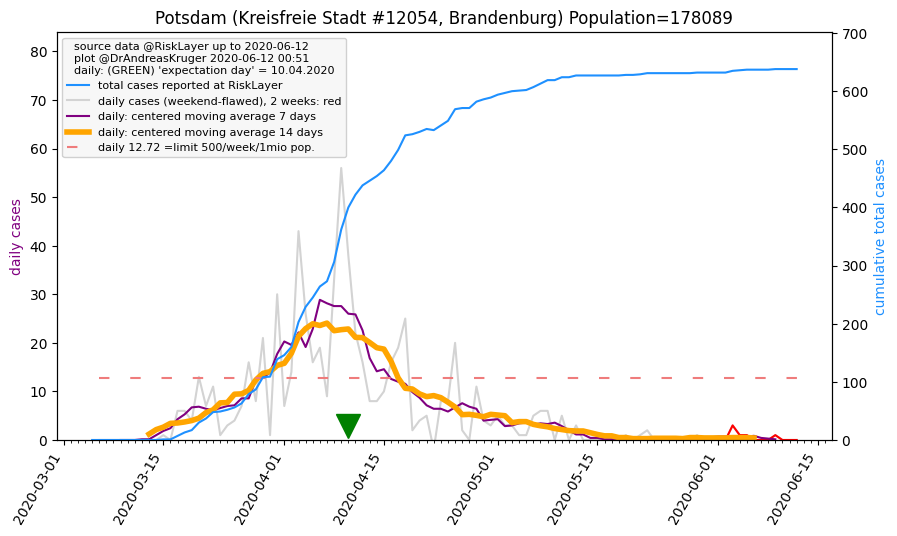 Potsdam (Kreisfreie Stadt #12054, Brandenburg) Population=178089
source data @RiskLayer up to 2020-06-12
plot @DrAndreasKruger 2020-06-12 00:51
daily: (GREEN) 'expectation day' = 10.04.2020
total cases reported at RiskLayer
daily cases (weekend-flawed), 2 weeks: red
daily: centered moving average 7 days
daily: centered moving average 14 days
daily 12.72 =limit 500/week/1mio pop.
daily cases
80
70
60
50
40
30
20
10
0
cumulative total cases
700
600
500
400
300
200
100
0
2020-03-01
2020-03-15
2020-04-01
2020-04-15
2020-05-01
2020-05-15
2020-06-01
2020-06-15